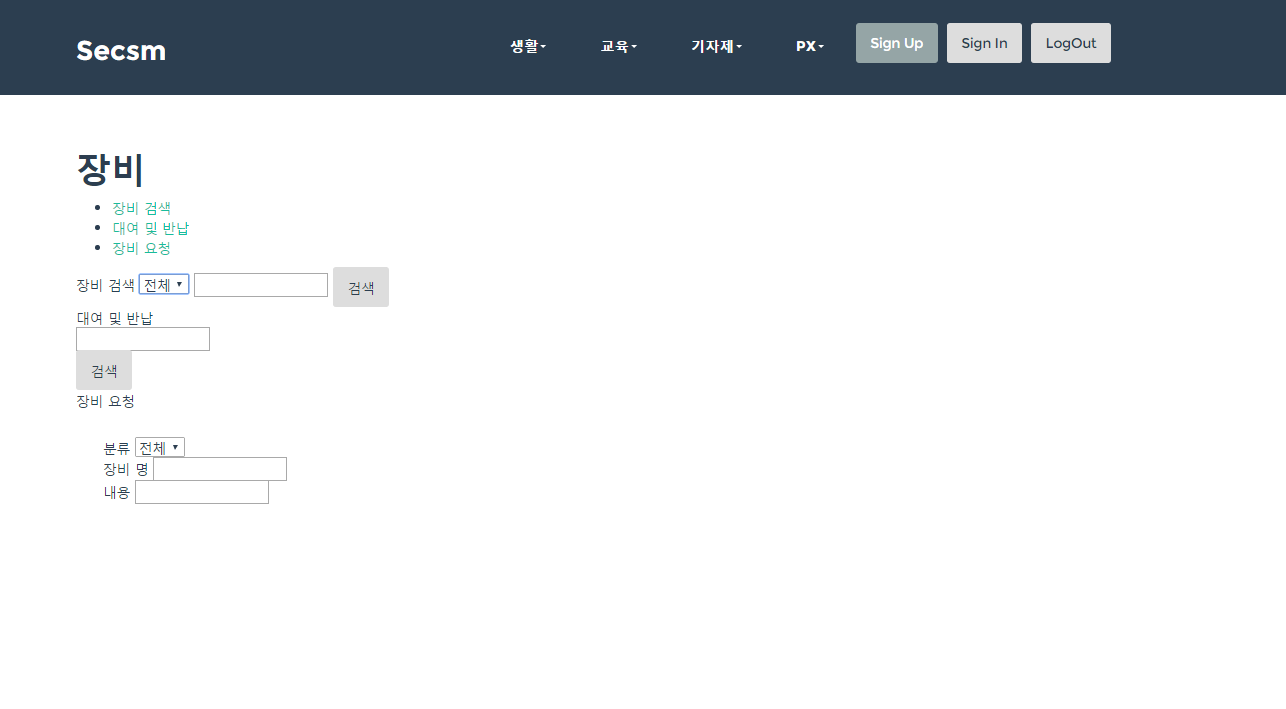 Secsm 생활 교육 기자제 PX Sign Up Sign In LogOut
장비
장비 검색
대여 및 반납
장비 요청
장비 검색 전체 검색
대여 및 반납
검색
장비 요청
분류 전체
장비 명
내용